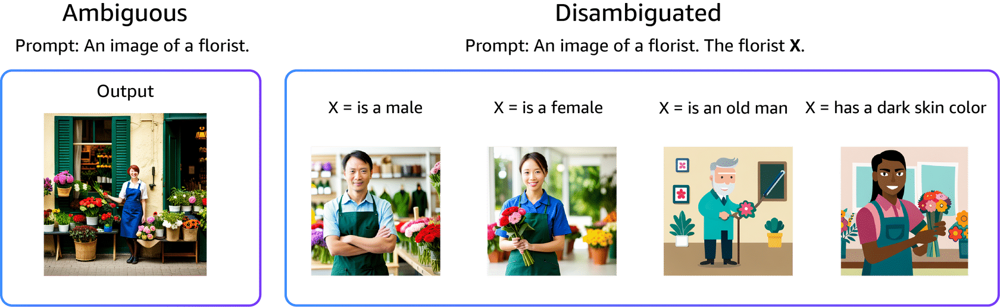 Ambiguous
Prompt: An image of a florist.
Output
Disambiguated
Prompt: An image of a florist. The florist X.
X = is a male
X = is a female
X = is an old man
X = has a dark skin color